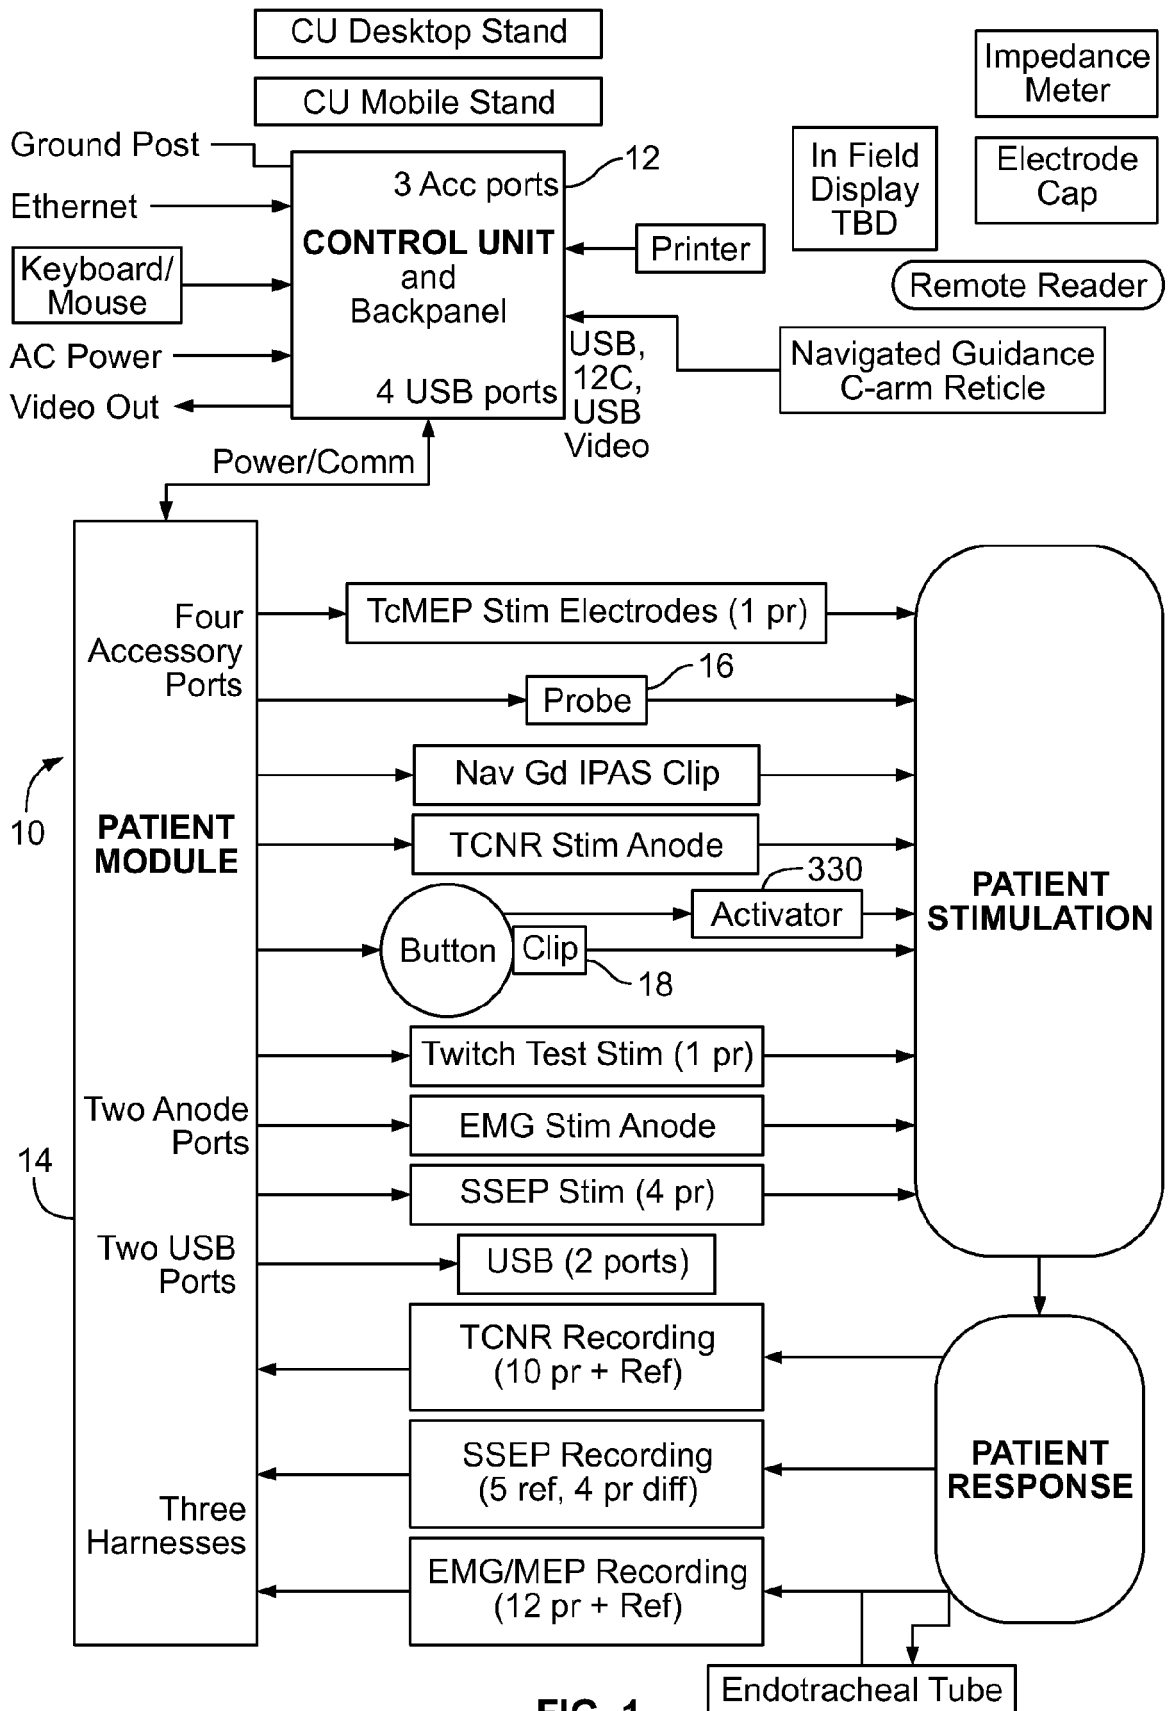 CU Desktop Stand
CU Mobile Stand
Impedance
Meter
Electrode
Cap
In Field
Display
TBD
Remote Reader
Ground Post
Ethernet
Keyboard/
Mouse
AC Power
Video Out
12
3 Acc ports
CONTROL UNIT
and
Backpanel
4 USB ports
Printer
USB,
12C,
USB
Video
Navigated Guidance
C-arm Reticle
Power/Comm
10
14
Four
Accessory
Ports
PATIENT
MODULE
Two Anode
Ports
Two USB
Ports
Three
Harnesses
TcMEP Stim Electrodes (1 pr)
16
Probe
Nav Gd IPAS Clip
TCNR Stim Anode
330
Activator
Button
Clip
18
Twitch Test Stim (1 pr)
EMG Stim Anode
SSEP Stim (4 pr)
USB (2 ports)
TCNR Recording
(10 pr + Ref)
SSEP Recording
(5 ref, 4 pr diff)
EMG/MEP Recording
(12 pr + Ref)
PATIENT
STIMULATION
PATIENT
RESPONSE
Endotracheal Tube
FIG. 1